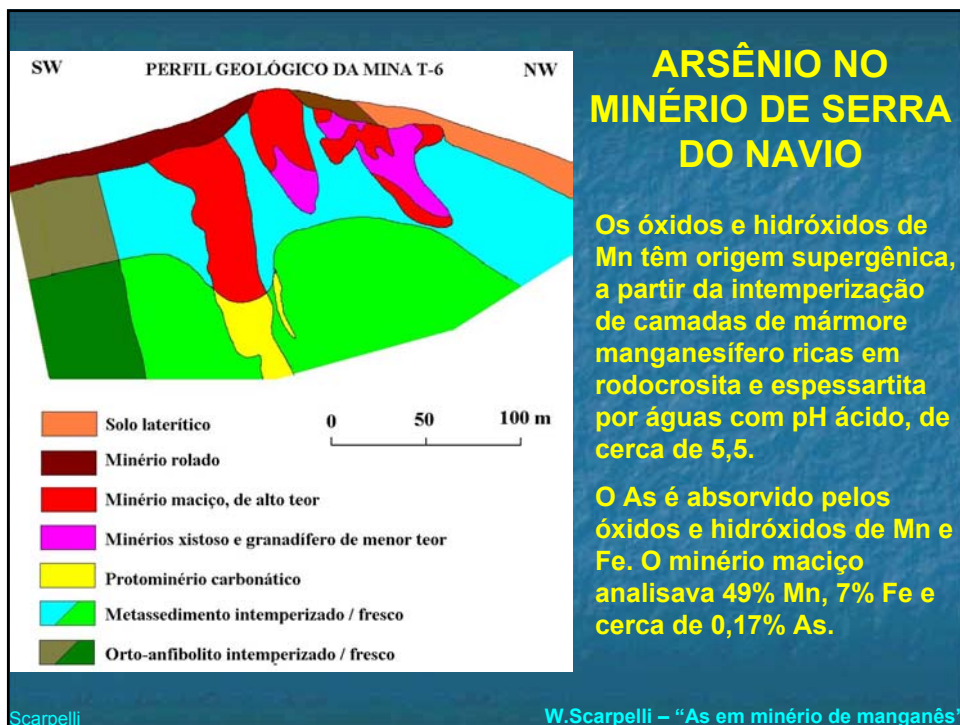 SW PERFIL GEOLÓGICO DA MINA T-6 NW
Solo laterítico
0 50 100 m
Minério rolado
Minério maciço, de alto teor
Minérios xistoso e granadífero de menor teor
Protominério carbonático
Metassedimento intemperizado / fresco
Orto-anfibolito intemperizado / fresco
ARSÊNIO NO
MINÉRIO DE SERRA
DO NAVIO
Os óxidos e hidróxidos de
Mn têm origem supergênica,
a partir da intemperização
de camadas de mármore
manganesífero ricas em
rodocrosita e espessartita
por águas com pH ácido, de
cerca de 5,5.
O As é absorvido pelos
óxidos e hidróxidos de Mn e
Fe. O minério maciço
analisava 49% Mn, 7% Fe e
cerca de 0,17% As.
Scarpelli
W.Scarpelli – “As em minério de manganês”